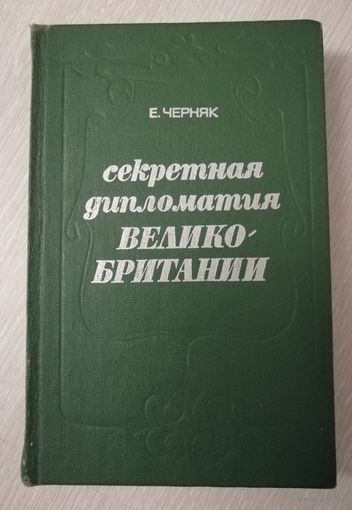 Е. ЧЕРНЯК
секретная
дипломатия
ВЕЛИКО-
БРИТАНИИ